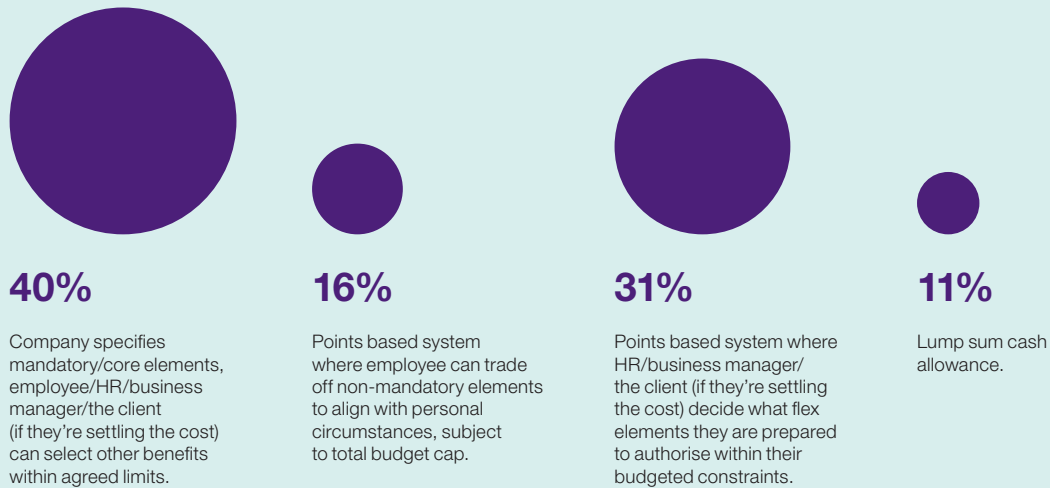 40%
Company specifies
mandatory/core elements,
employee/HR/business
manager/the client
(if they're settling the cost)
can select other benefits
within agreed limits.
16%
Points based system
where employee can trade
off non-mandatory elements
to align with personal
circumstances, subject
to total budget cap.
31%
Points based system where
HR/business manager/
the client (if they're settling
the cost) decide what flex
elements they are prepared
to authorise within their
budgeted constraints.
11%
Lump sum cash
allowance.